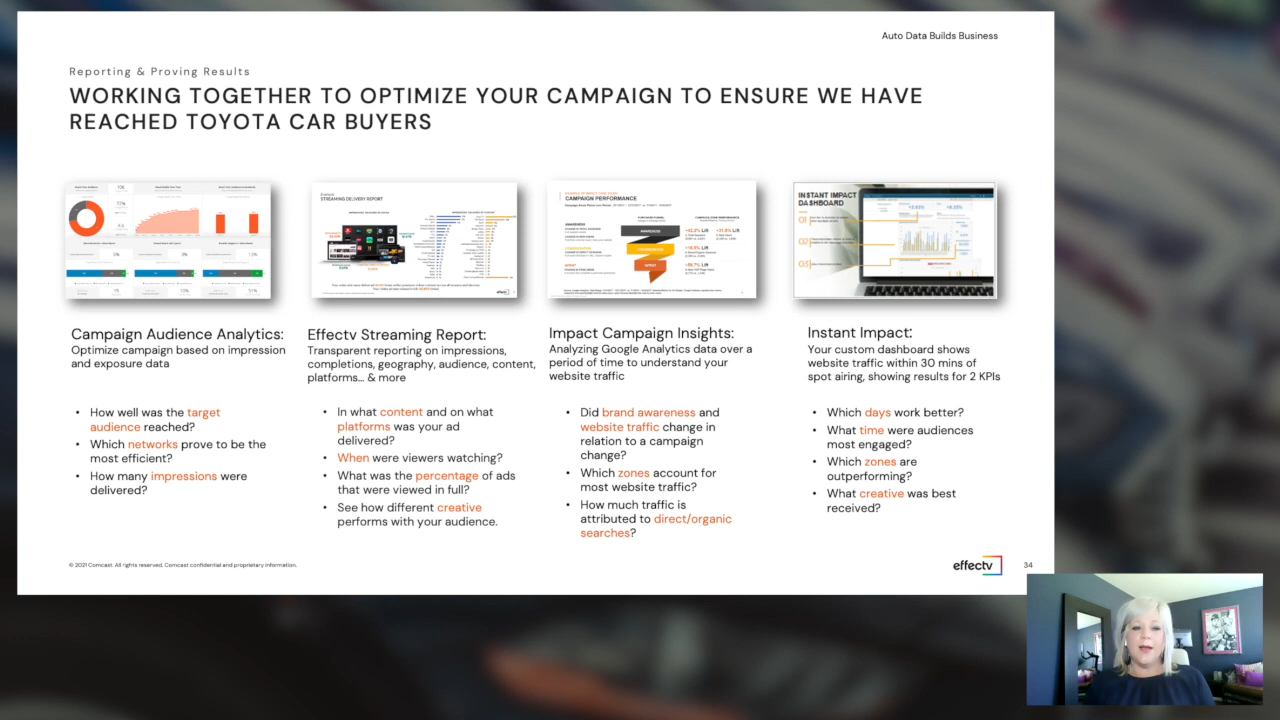 Auto Data Builds Business
Reporting & Proving Results
WORKING TOGETHER TO OPTIMIZE YOUR CAMPAIGN TO ENSURE WE HAVE
REACHED TOYOTA CAR BUYERS
STREAMING DELIVERY REPORT
CAMPAIGN PERFORMANCE
AWARENESS
INTENT
INSTANT IMPACT
DASHBOARD
01
02
03
Campaign Audience Analytics:
Optimize campaign based on impression
and exposure data
• How well was the target
audience reached?
• Which networks prove to be the
most efficient?
• How many impressions were
delivered?
Effectv Streaming Report:
Transparent reporting on impressions,
completions, geography, audience, content,
platforms... & more
• In what content and on what
platforms was your ad
delivered?
• When were viewers watching?
• What was the percentage of ads
that were viewed in full?
• See how different creative
performs with your audience.
Impact Campaign Insights:
Analyzing Google Analytics data over a
period of time to understand your
website traffic
• Did brand awareness and
website traffic change in
relation to a campaign
change?
• Which zones account for
most website traffic?
• How much traffic is
attributed to direct/organic
searches?
Instant Impact:
Your custom dashboard shows
website traffic within 30 mins of
spot airing, showing results for 2 KPIs
• Which days work better?
• What time were audiences
most engaged?
• Which zones are
outperforming?
• What creative was best
received?
© 2021 Comcast. All rights reserved. Comcast confidential and proprietary information.
effectv
34